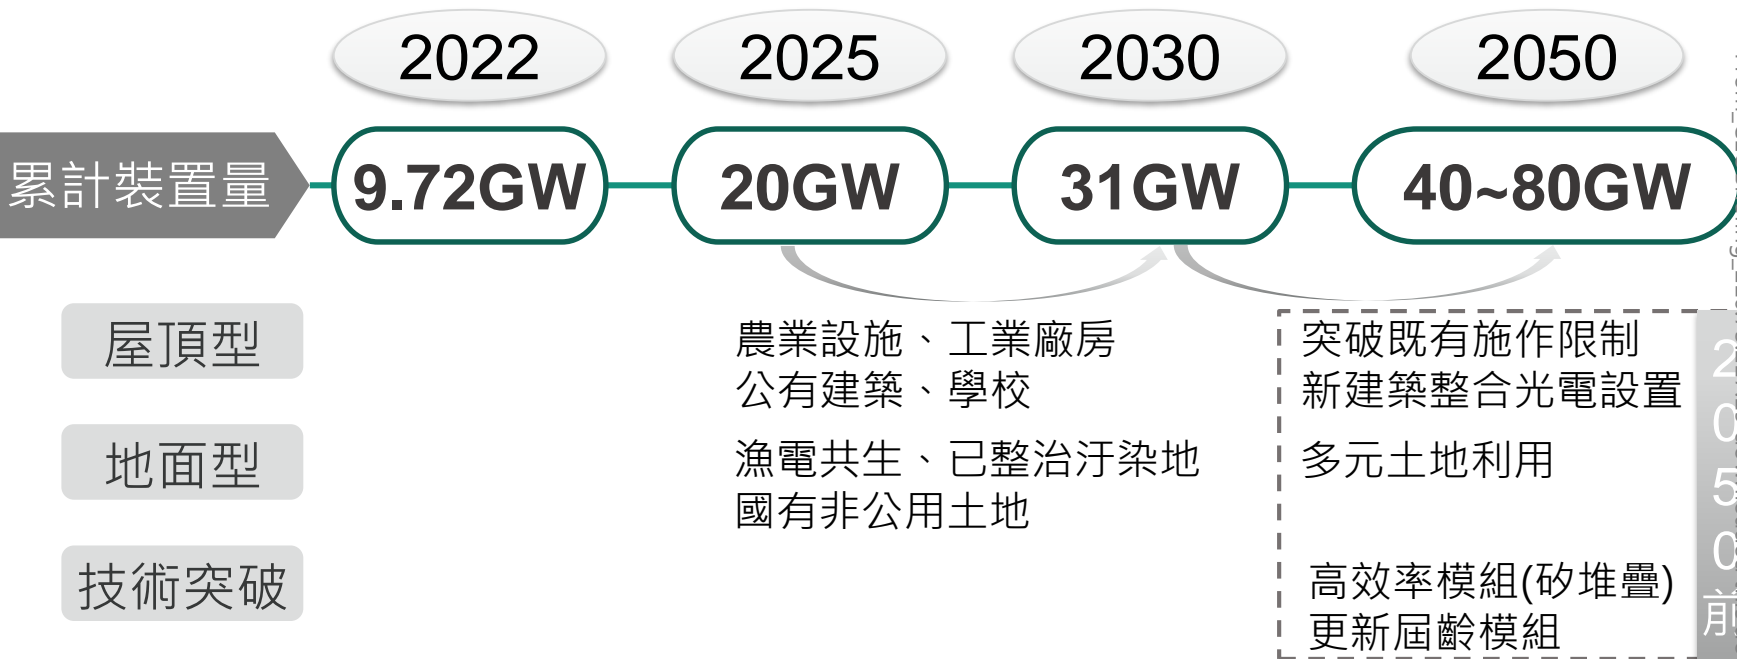 2022
2025
2030
2050
累計裝置量
9.72GW
20GW
31GW
40~80GW
屋頂型
農業設施、工業廠房
公有建築、學校
突破既有施作限制
新建築整合光電設置
地面型
漁電共生、已整治汙染地
國有非公用土地
多元土地利用
技術突破
高效率模組(矽堆疊)
更新屆齡模組
2050前